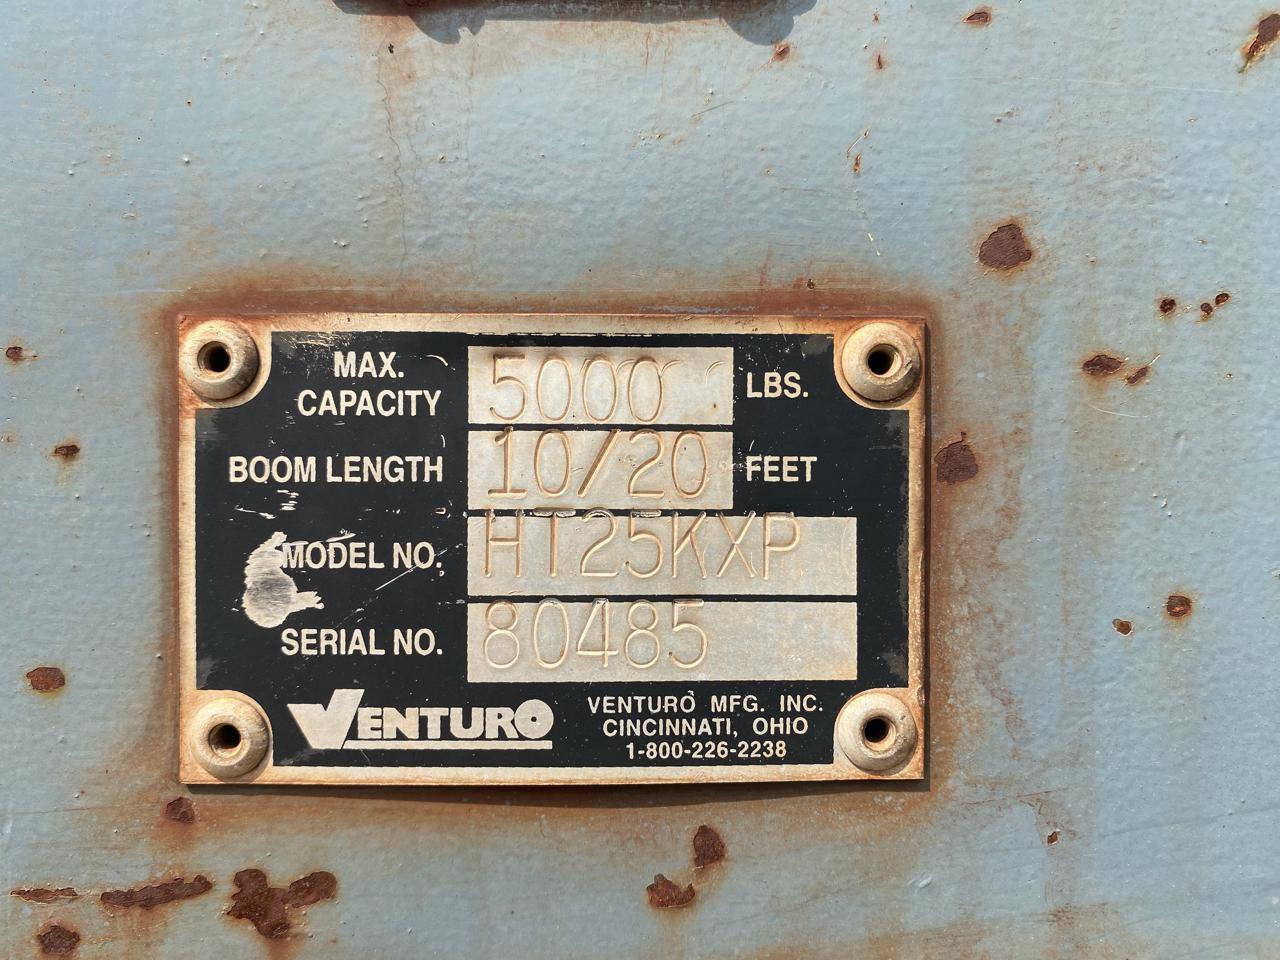 MAX. CAPACITY 5000 LBS.
BOOM LENGTH 10/20 FEET
MODEL NO. HT25KXP
SERIAL NO. 80485
VENTURO
VENTURO MFG. INC.
CINCINNATI, OHIO
1-800-226-2238